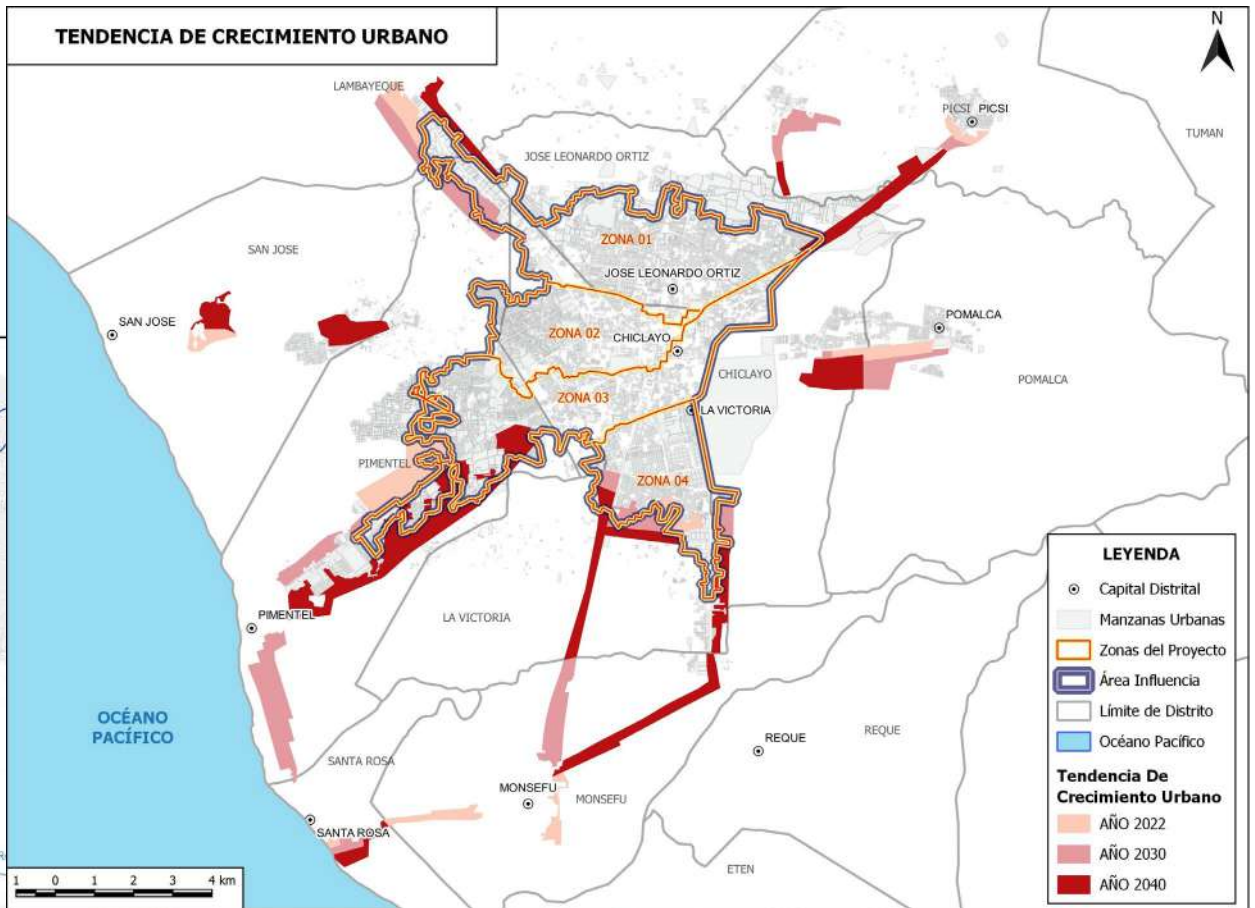 TENDENCIA DE CRECIMIENTO URBANO
N
LAMBAYEQUE
PICSI
PICSI
TUMAN
JOSE LEONARDO ORTIZ
ZONA 01
SAN JOSE
JOSE LEONARDO ORTIZ
SAN JOSE
POMALCA
ZONA 02
CHICLAYO
CHICLAYO
POMALCA
ZONA 03
LA VICTORIA
PIMENTEL
ZONA 04
PIMENTEL
LA VICTORIA
OCÉANO
PACÍFICO
REQUE
REQUE
SANTA ROSA
MONSEFU
MONSEFU
SANTA ROSA
ETEN
1 0 1 2 3 4 km
LEYENDA
Capital Distrital
Manzanas Urbanas
Zonas del Proyecto
Área Influencia
Límite de Distrito
Océano Pacífico
Tendencia De
Crecimiento Urbano
AÑO 2022
AÑO 2030
AÑO 2040